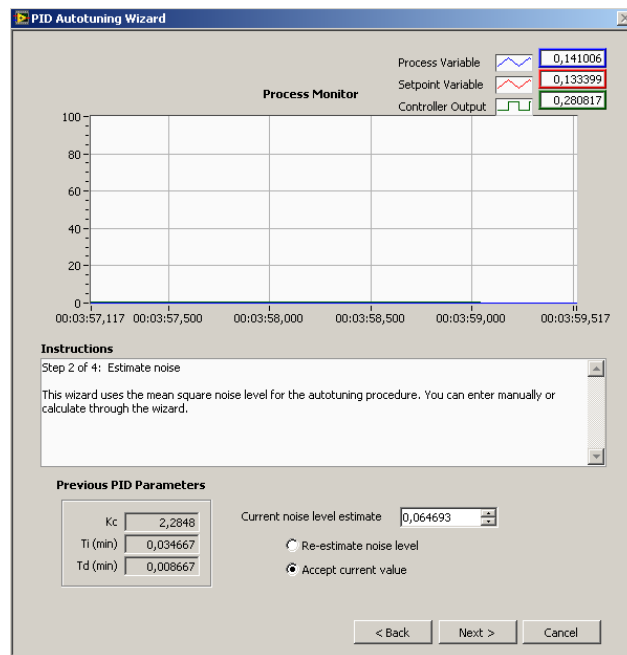 PID Autotuning Wizard
Process Variable 0,141006
Setpoint Variable 0,133399
Controller Output 0,280817
Process Monitor
100
80
60
40
20
0
00:03:57,117 00:03:57,500 00:03:58,000 00:03:58,500 00:03:59,000 00:03:59,517
Instructions
Step 2 of 4: Estimate noise
This wizard uses the mean square noise level for the autotuning procedure. You can enter manually or
calculate through the wizard.
Previous PID Parameters
Kc 2,2848
Ti (min) 0,034667
Td (min) 0,008667
Current noise level estimate 0,064693
Re-estimate noise level
Accept current value
< Back Next > Cancel